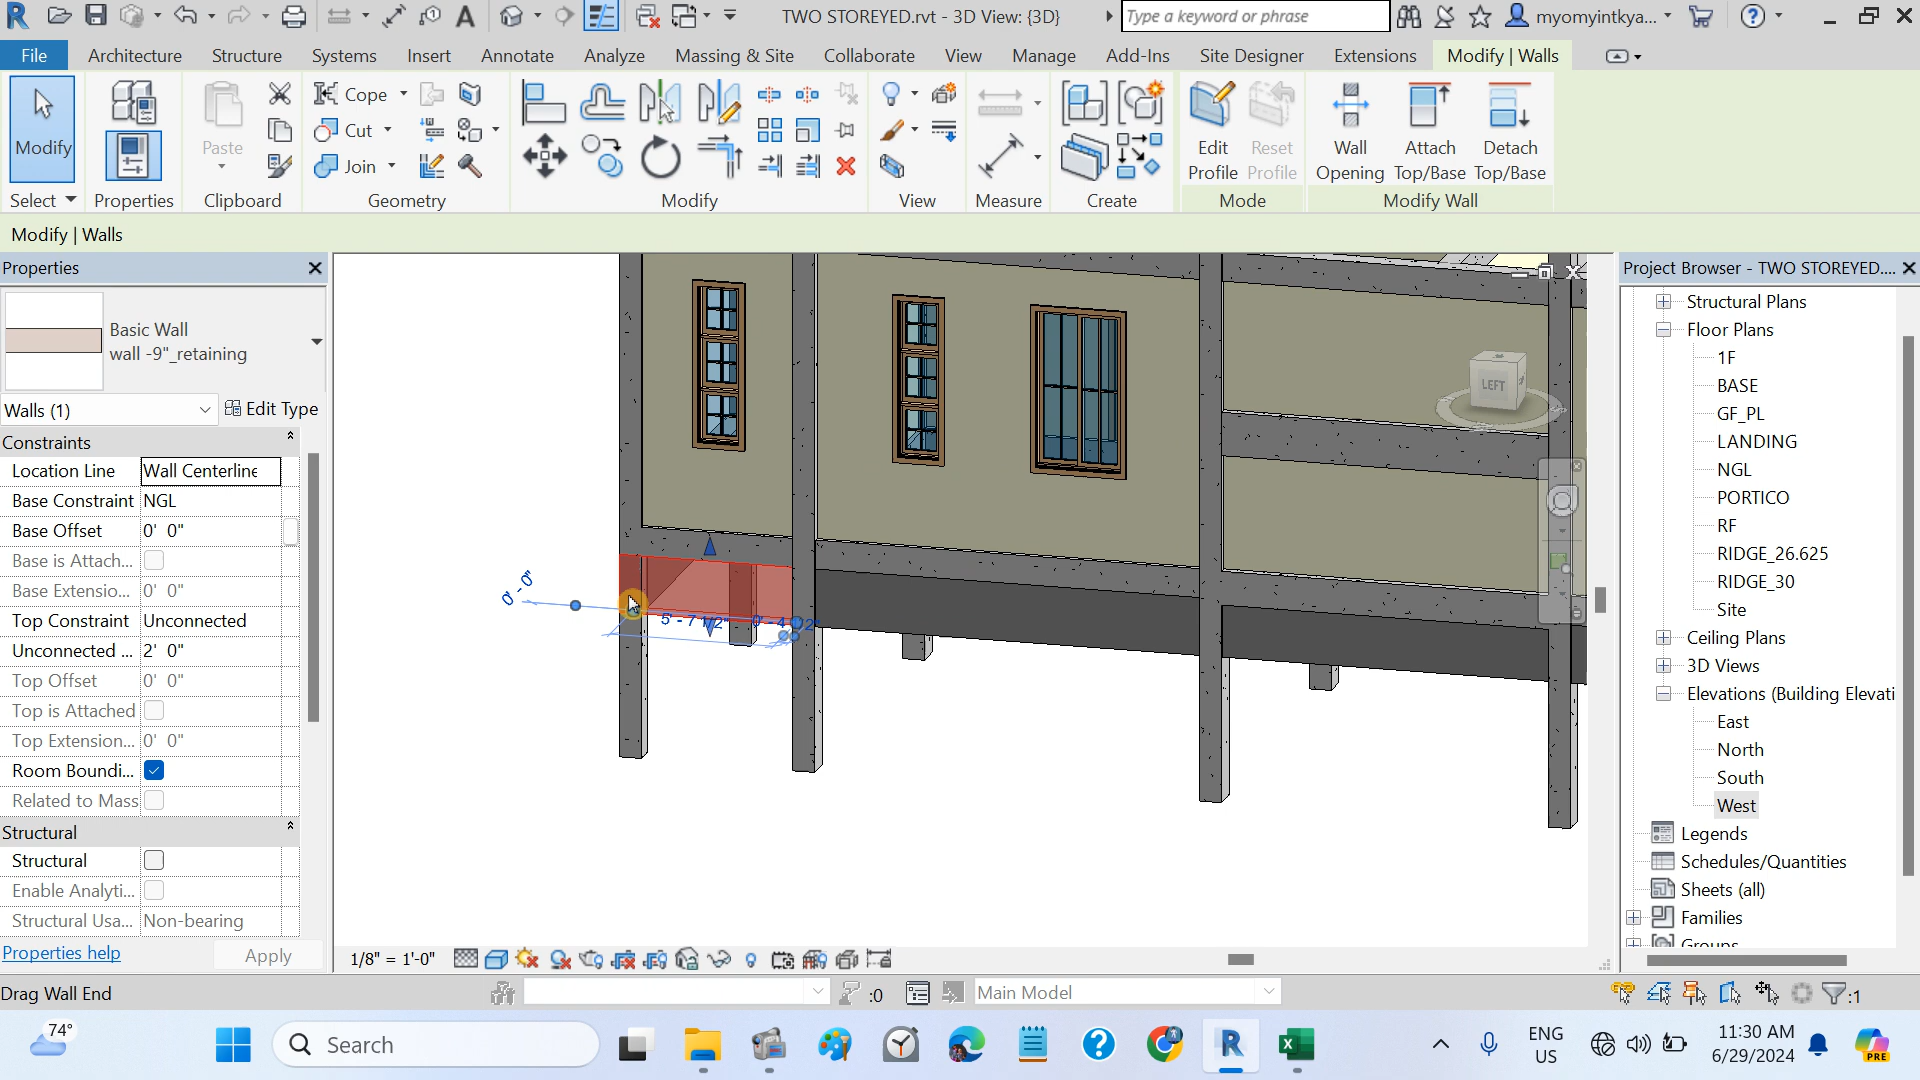 TWO STOREYED.rvt - 3D View: {3D}
Type a keyword or phrase
myomyintkya...
File
Architecture
Structure
Systems
Insert
Annotate
Analyze
Massing & Site
Collaborate
View
Manage
Add-Ins
Site Designer
Extensions
Modify | Walls
Modify
Paste
Cope
Cut
Join
Edit Profile
Reset Profile
Wall Opening
Attach Top/Base
Detach Top/Base
Select
Properties
Clipboard
Geometry
Modify
View
Measure
Create
Mode
Modify Wall
Modify | Walls
Properties
Basic Wall
wall -9"_retaining
Walls (1)
Edit Type
Constraints
Location Line Wall Centerline
Base Constraint NGL
Base Offset 0' 0"
Base is Attach...
Base Extensio... 0' 0"
Top Constraint Unconnected
Unconnected ... 2' 0"
Top Offset 0' 0"
Top is Attached
Top Extension... 0' 0"
Room Boundi...
Related to Mass
Structural
Structural
Enable Analyti...
Structural Usa... Non-bearing
Properties help
Apply
0' - 0"
5' - 7 1/2"
LEFT
Project Browser - TWO STOREYED....
Structural Plans
Floor Plans
1F
BASE
GF_PL
LANDING
NGL
PORTICO
RF
RIDGE_26.625
RIDGE_30
Site
Ceiling Plans
3D Views
Elevations (Building Elevati
East
North
South
West
Legends
Schedules/Quantities
Sheets (all)
Families
Groups
1/8" = 1'-0"
Drag Wall End
:0
Main Model
:1
74°
Search
ENG
US
11:30 AM
6/29/2024
PRE